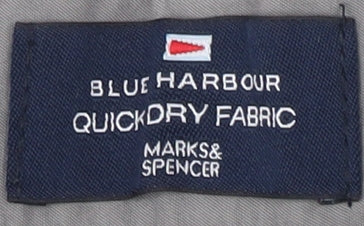 BLUE HARBOUR
QUICKDRY FABRIC
MARKS&
SPENCER